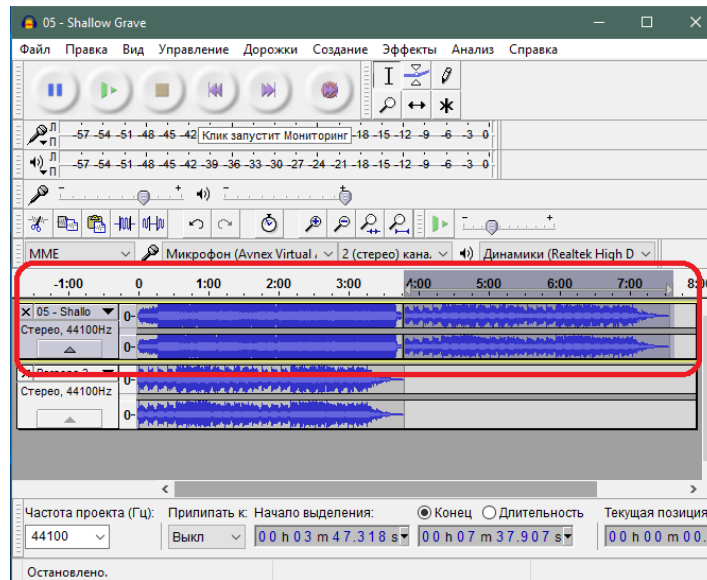 05 - Shallow Grave
Файл Правка Вид Управление Дорожки Создание Эффекты Анализ Справка
Л П -57 -54 -51 -48 -45 -42 Клик запустит Мониторинг -18 -15 -12 -9 -6 -3 0
Л П -57 -54 -51 -48 -45 -42 -39 -36 -33 -30 -27 -24 -21 -18 -15 -12 -9 -6 -3 0
MME Микрофон (Avnex Virtual 2 (стерео) кана. Динамики (Realtek High D
-1:00 0 1:00 2:00 3:00 4:00 5:00 6:00 7:00 8:00
X 05 - Shallo
0-
Стерео, 44100Hz
0-
0-
Стерео, 44100Hz
0-
Частота проекта (Гц): Прилипать к: Начало выделения: Конец Длительность Текущая позиция
44100 Выкл 00 h 03 m 47.318 s 00 h 07 m 37.907 s 00 h 00 m 00.
Остановлено.